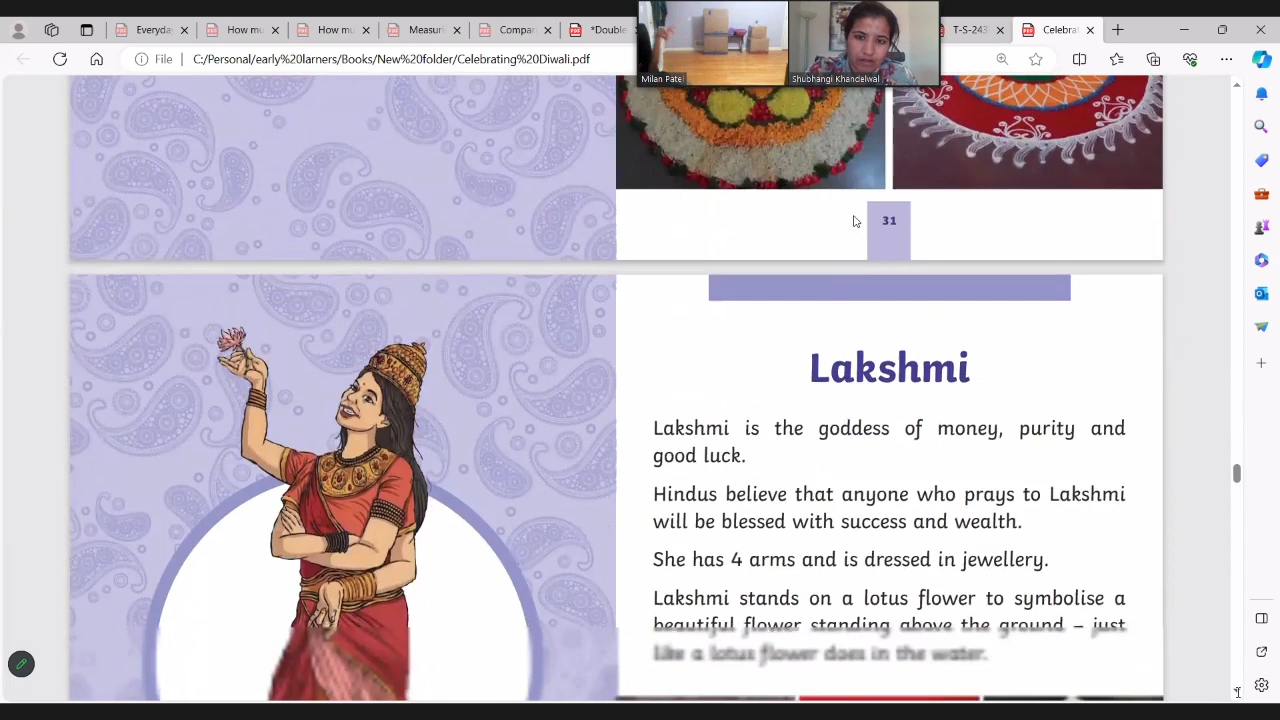 Everyday
How mu
How mu
Measure
Compar
*Double
T-S-243
Celebrat
File
C:/Personal/early%20larners/Books/New%20folder/Celebrating%20Diwali.pdf
Milan Patel
Shubhangi Khandelwal
31
Lakshmi
Lakshmi is the goddess of money, purity and
good luck.
Hindus believe that anyone who prays to Lakshmi
will be blessed with success and wealth.
She has 4 arms and is dressed in jewellery.
Lakshmi stands on a lotus flower to symbolise a
beautiful flower standing above the ground – just
like a lotus flower does in the water.